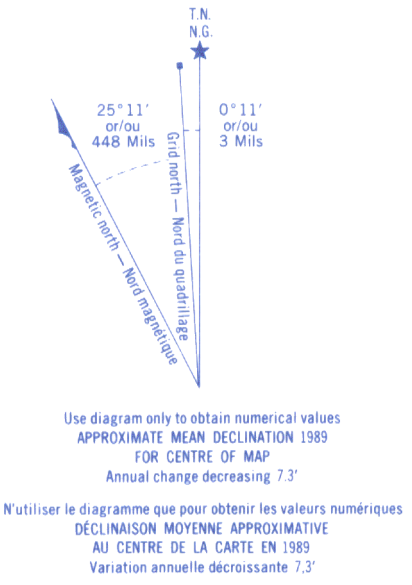 T.N.
N.G.
25°11'
or/ou
448 Mils
0°11'
or/ou
3 Mils
Magnetic north — Nord magnétique
Grid north — Nord du quadrillage
Use diagram only to obtain numerical values
APPROXIMATE MEAN DECLINATION 1989
FOR CENTRE OF MAP
Annual change decreasing 7.3'
N'utiliser le diagramme que pour obtenir les valeurs numériques
DÉCLINAISON MOYENNE APPROXIMATIVE
AU CENTRE DE LA CARTE EN 1989
Variation annuelle décroissante 7,3'